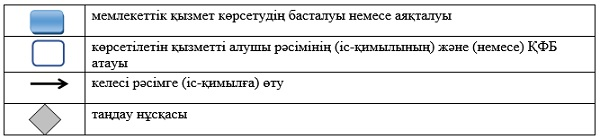 мемлекеттік қызмет көрсетудің басталуы немесе аяқталуы
көрсетілетін қызметті алушы рәсімінің (іс-қимылының) және (немесе) ҚФБ
атауы
келесі рәсімге (іс-қимылға) өту
таңдау нұсқасы